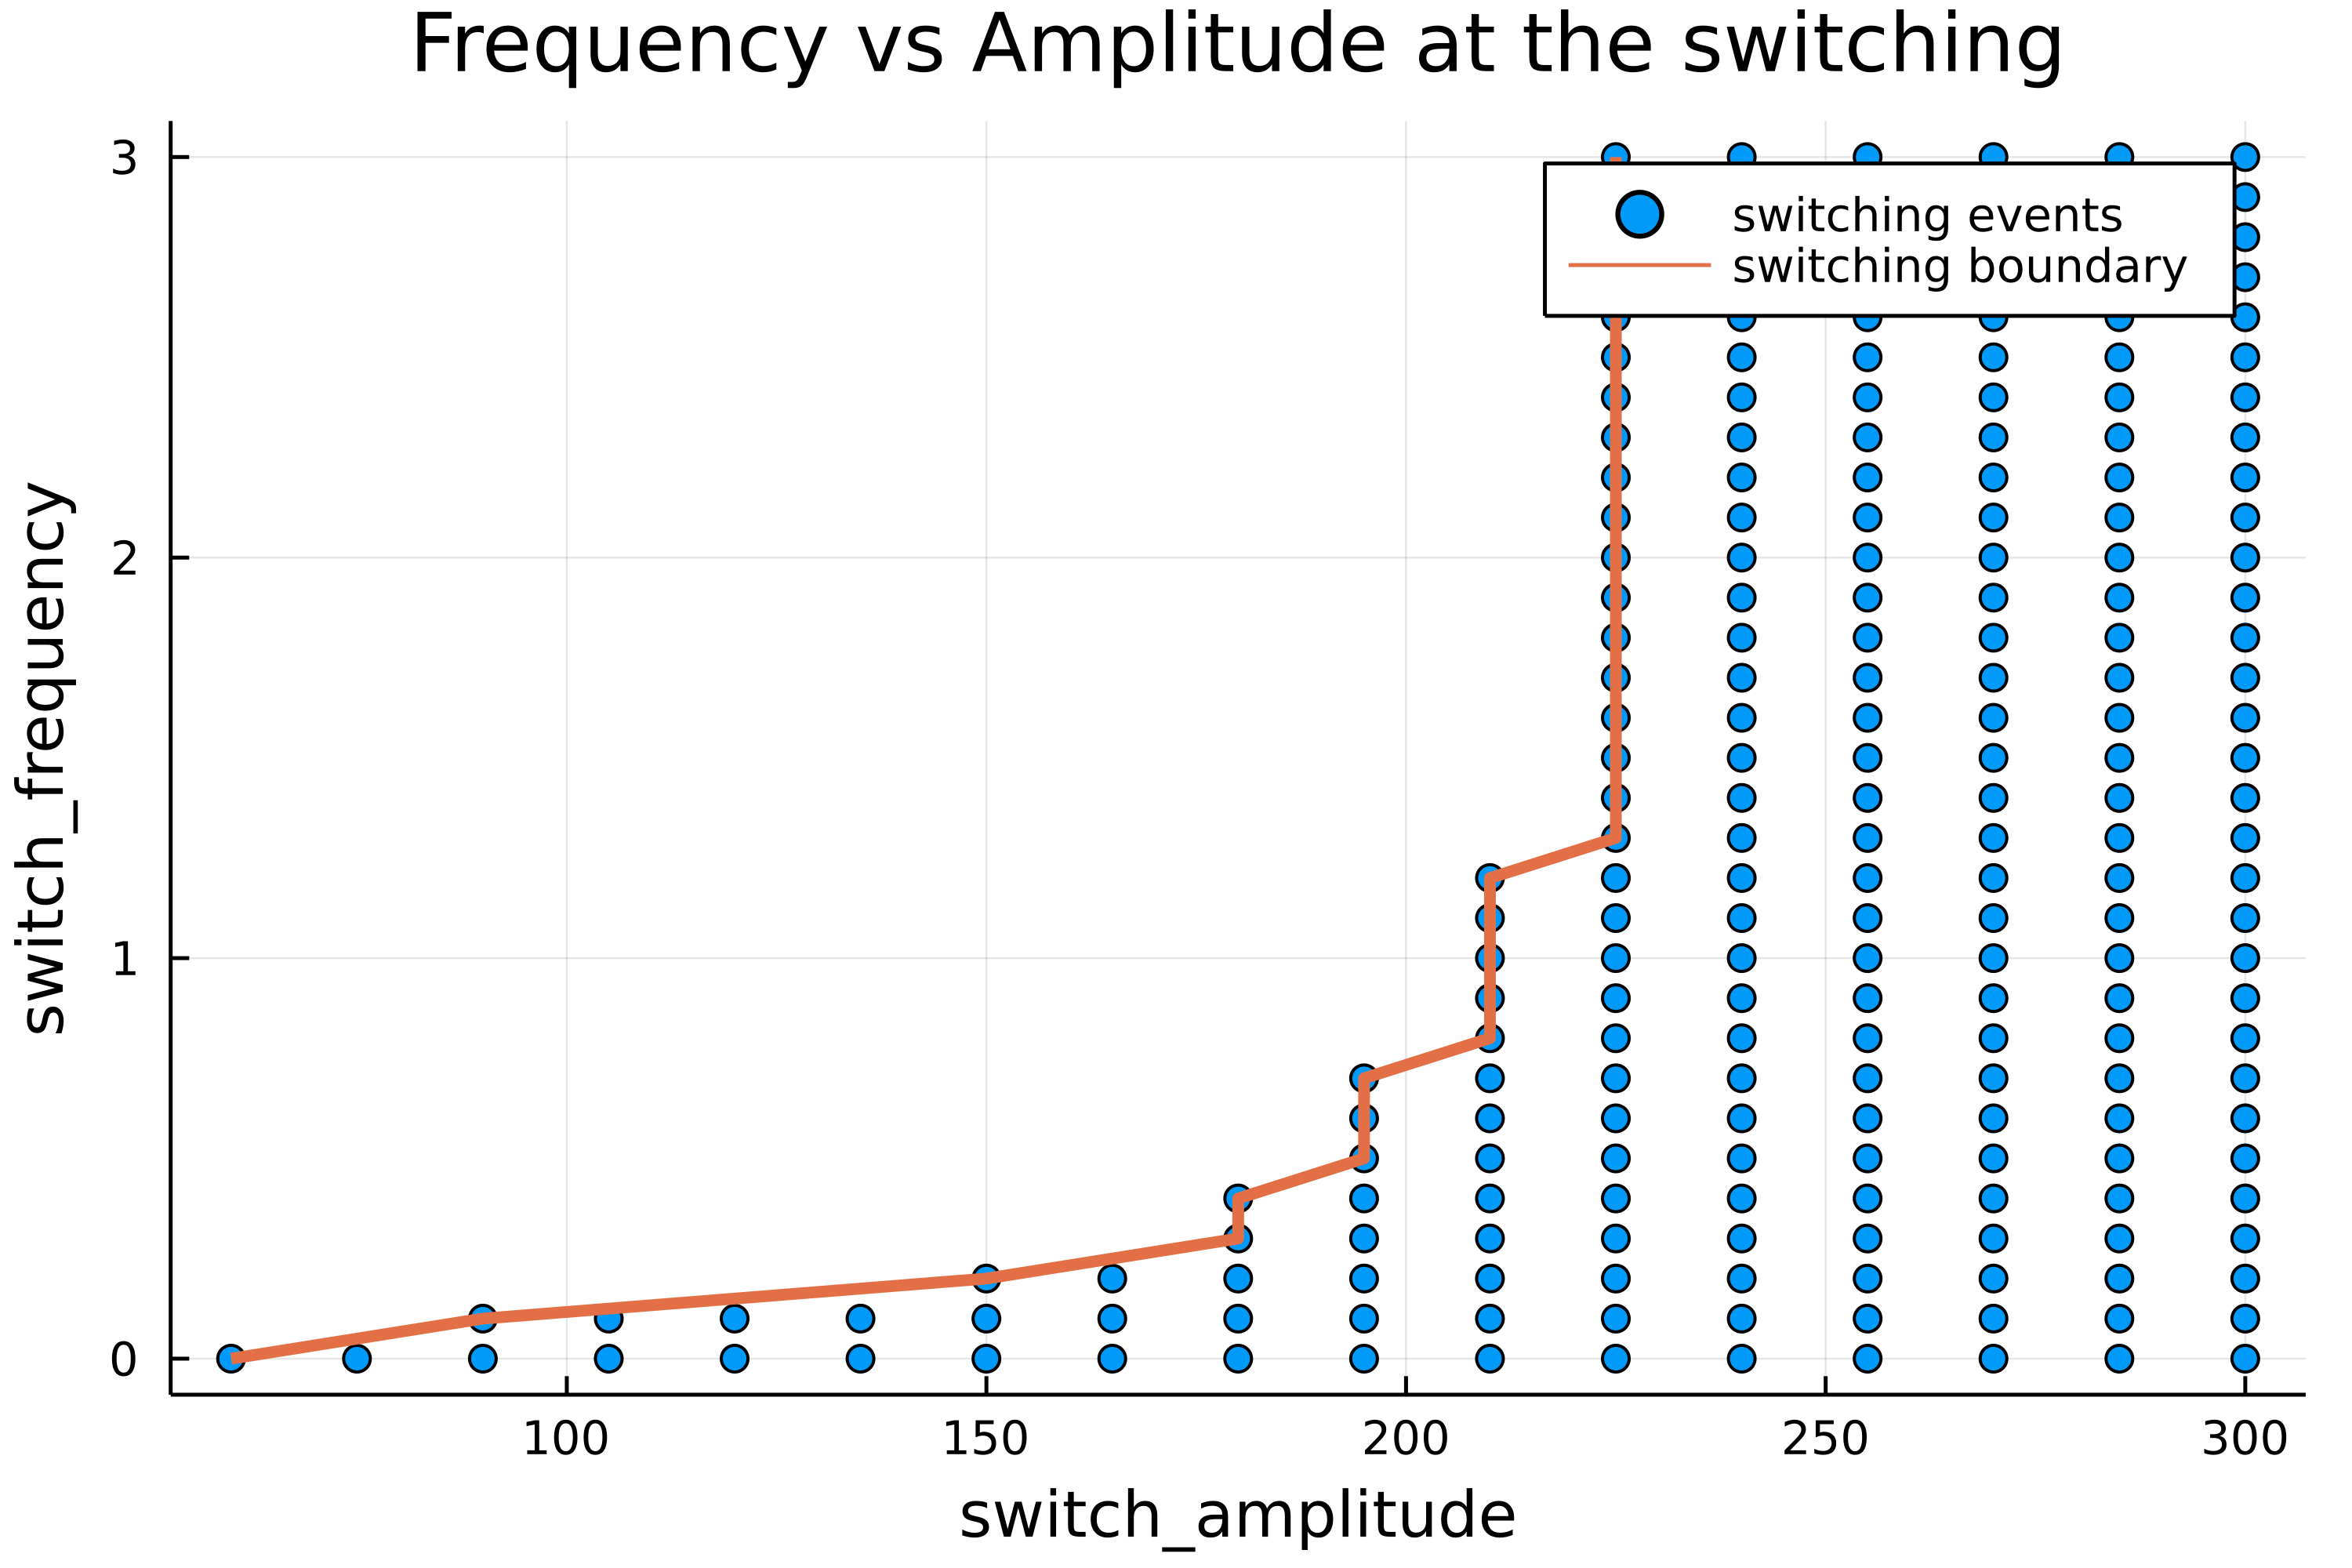 Frequency vs Amplitude at the switching
switching events
switching boundary
3
2
1
0
switch_frequency
100 150 200 250 300
switch_amplitude